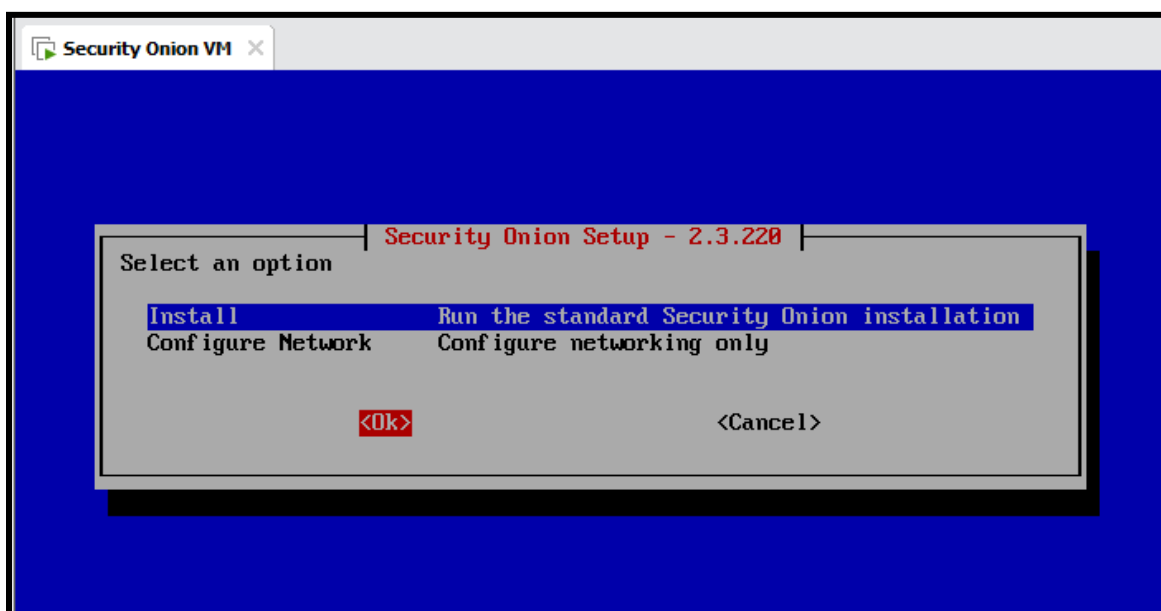 Security Onion VM
Security Onion Setup - 2.3.220
Select an option
Install Run the standard Security Onion installation
Configure Network Configure networking only
<Ok> <Cancel>